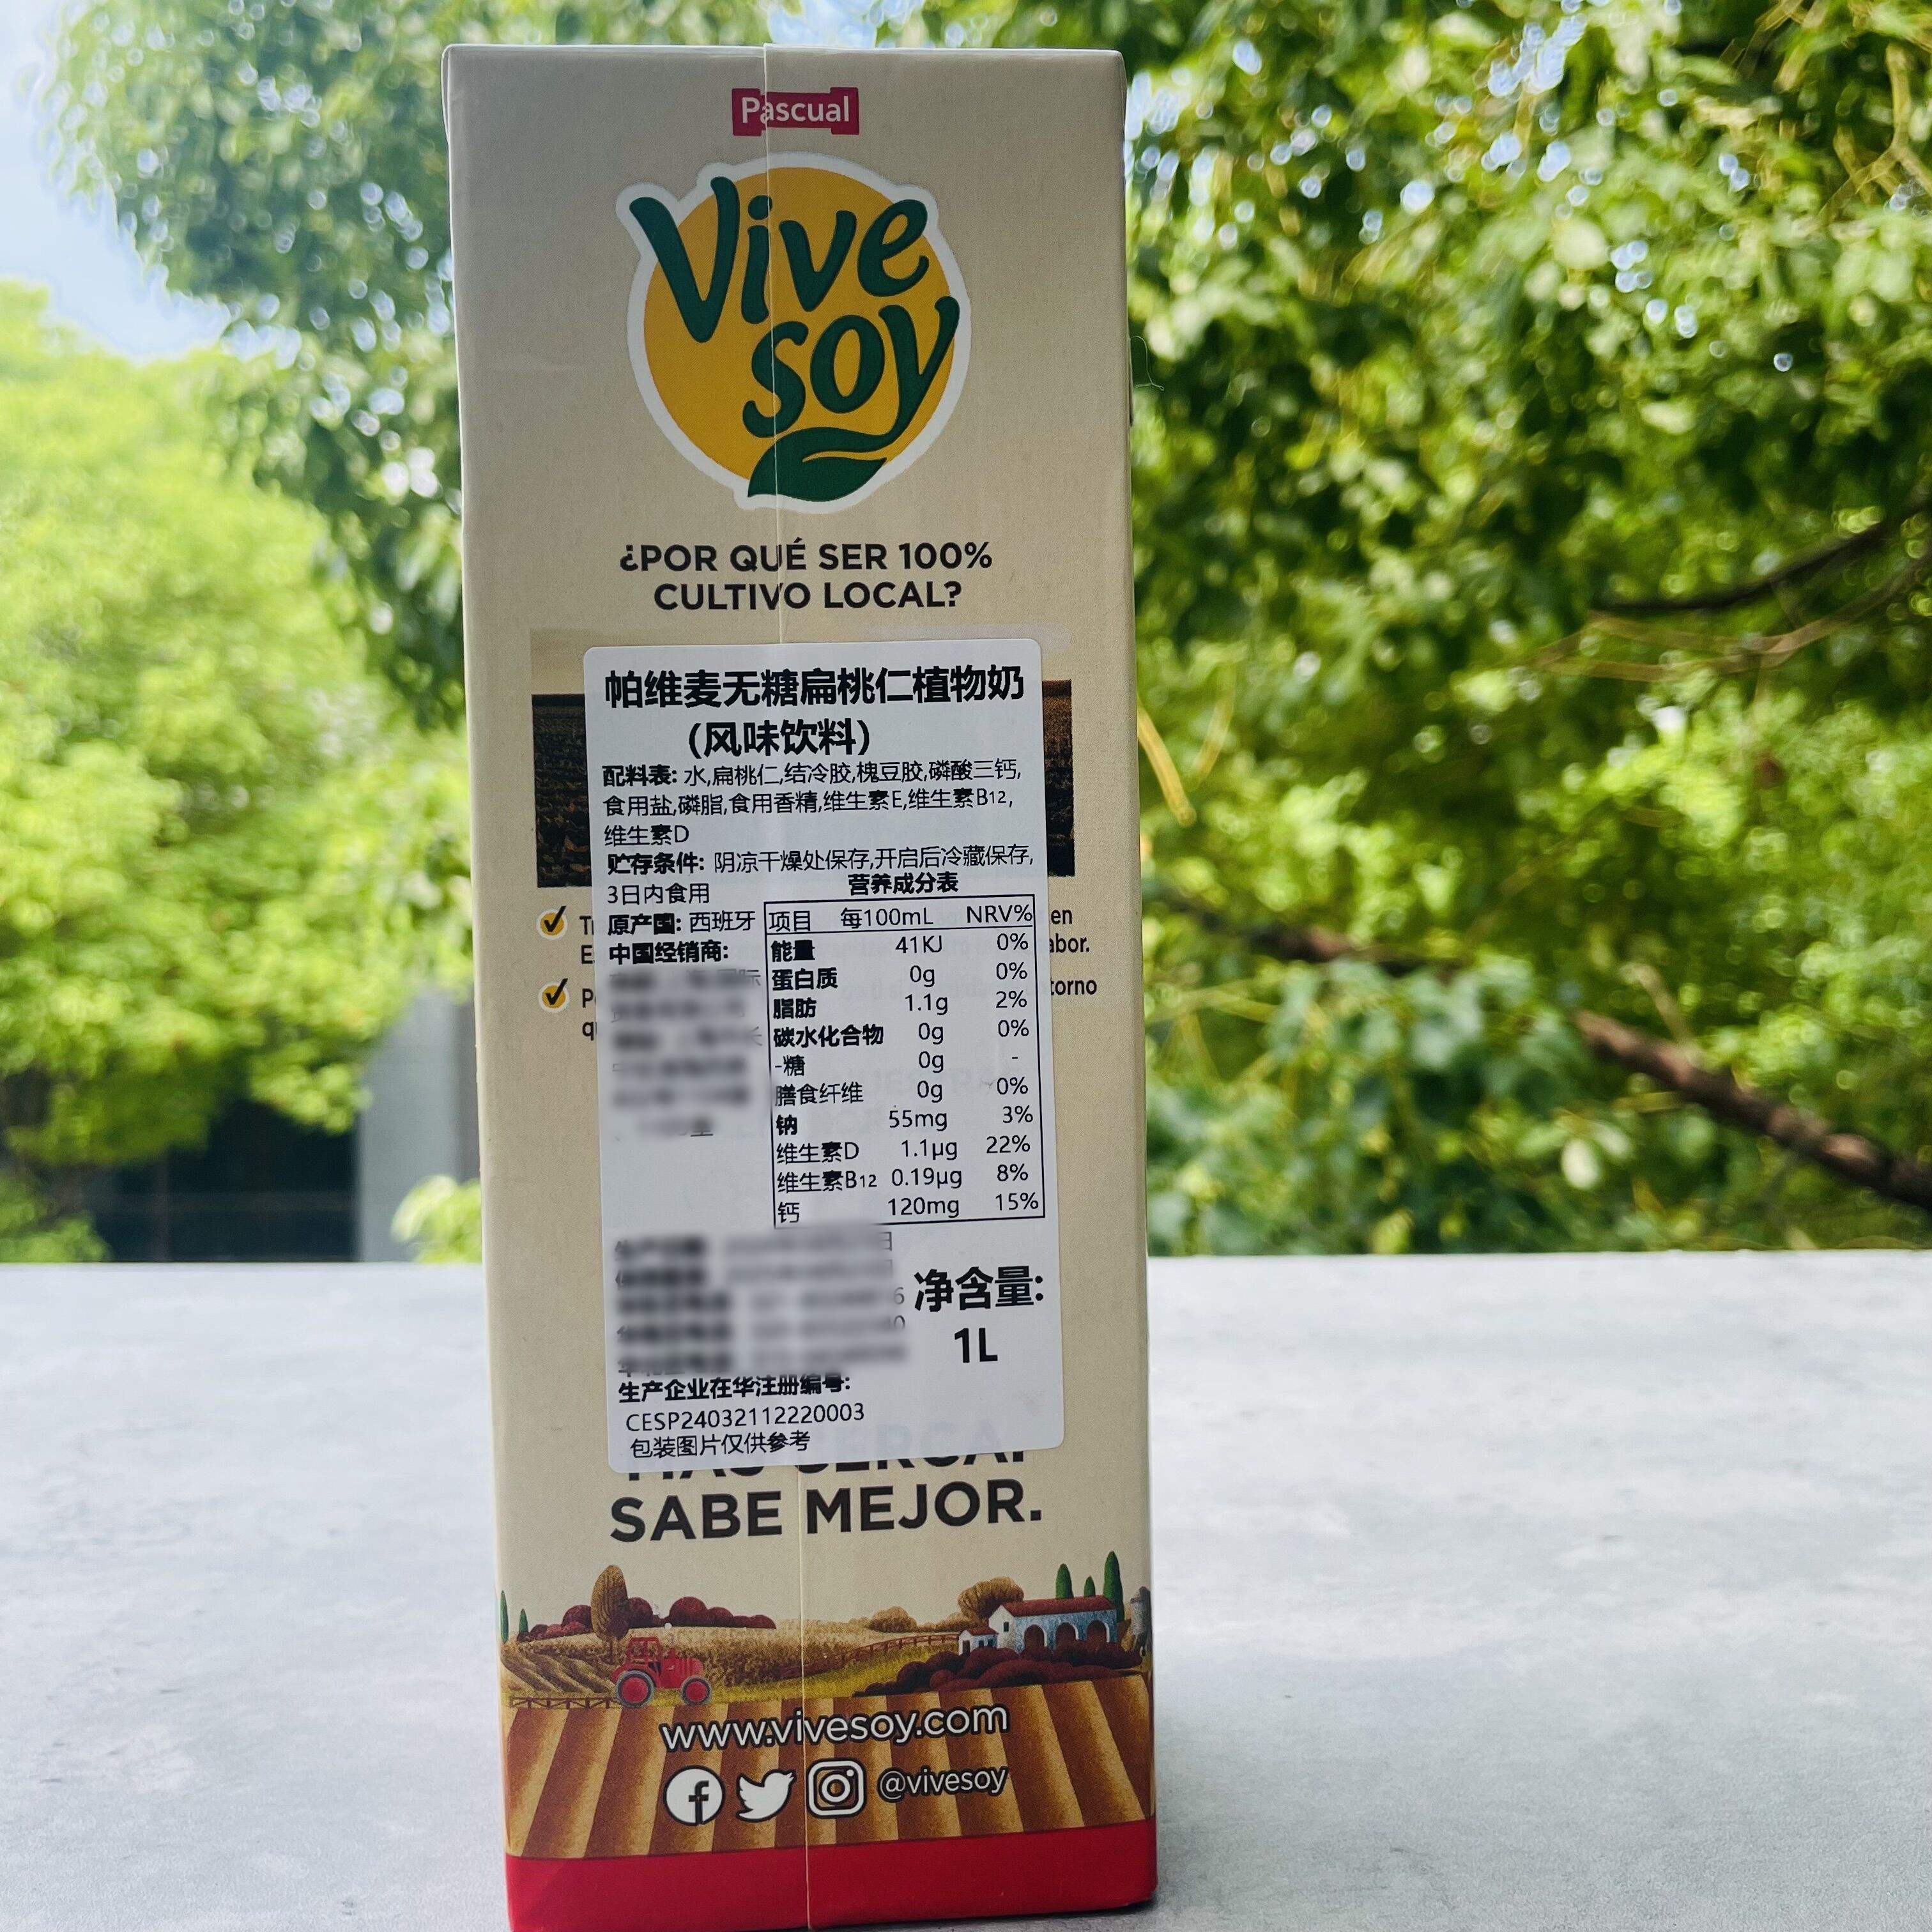 Pascual
Vive
soy
¿POR QUÉ SER 100%
CULTIVO LOCAL?
帕维麦无糖扁桃仁植物奶
(风味饮料)
配料表: 水,扁桃仁,结冷胶,槐豆胶,磷酸三钙,
食用盐,磷脂,食用香精,维生素E,维生素B12,
维生素D
贮存条件: 阴凉干燥处保存,开启后冷藏保存,
3日内食用
原产国: 西班牙
中国经销商:
营养成分表
项目 每100mL NRV%
能量 41KJ 0%
蛋白质 0g 0%
脂肪 1.1g 2%
碳水化合物 0g 0%
-糖 0g -
膳食纤维 0g 0%
钠 55mg 3%
维生素D 1.1μg 22%
维生素B12 0.19μg 8%
钙 120mg 15%
en
abor.
torno
净含量:
1L
生产企业在华注册编号:
CESP24032112220003
包装图片仅供参考
SABE MEJOR.
www.vivesoy.com
@vivesoy